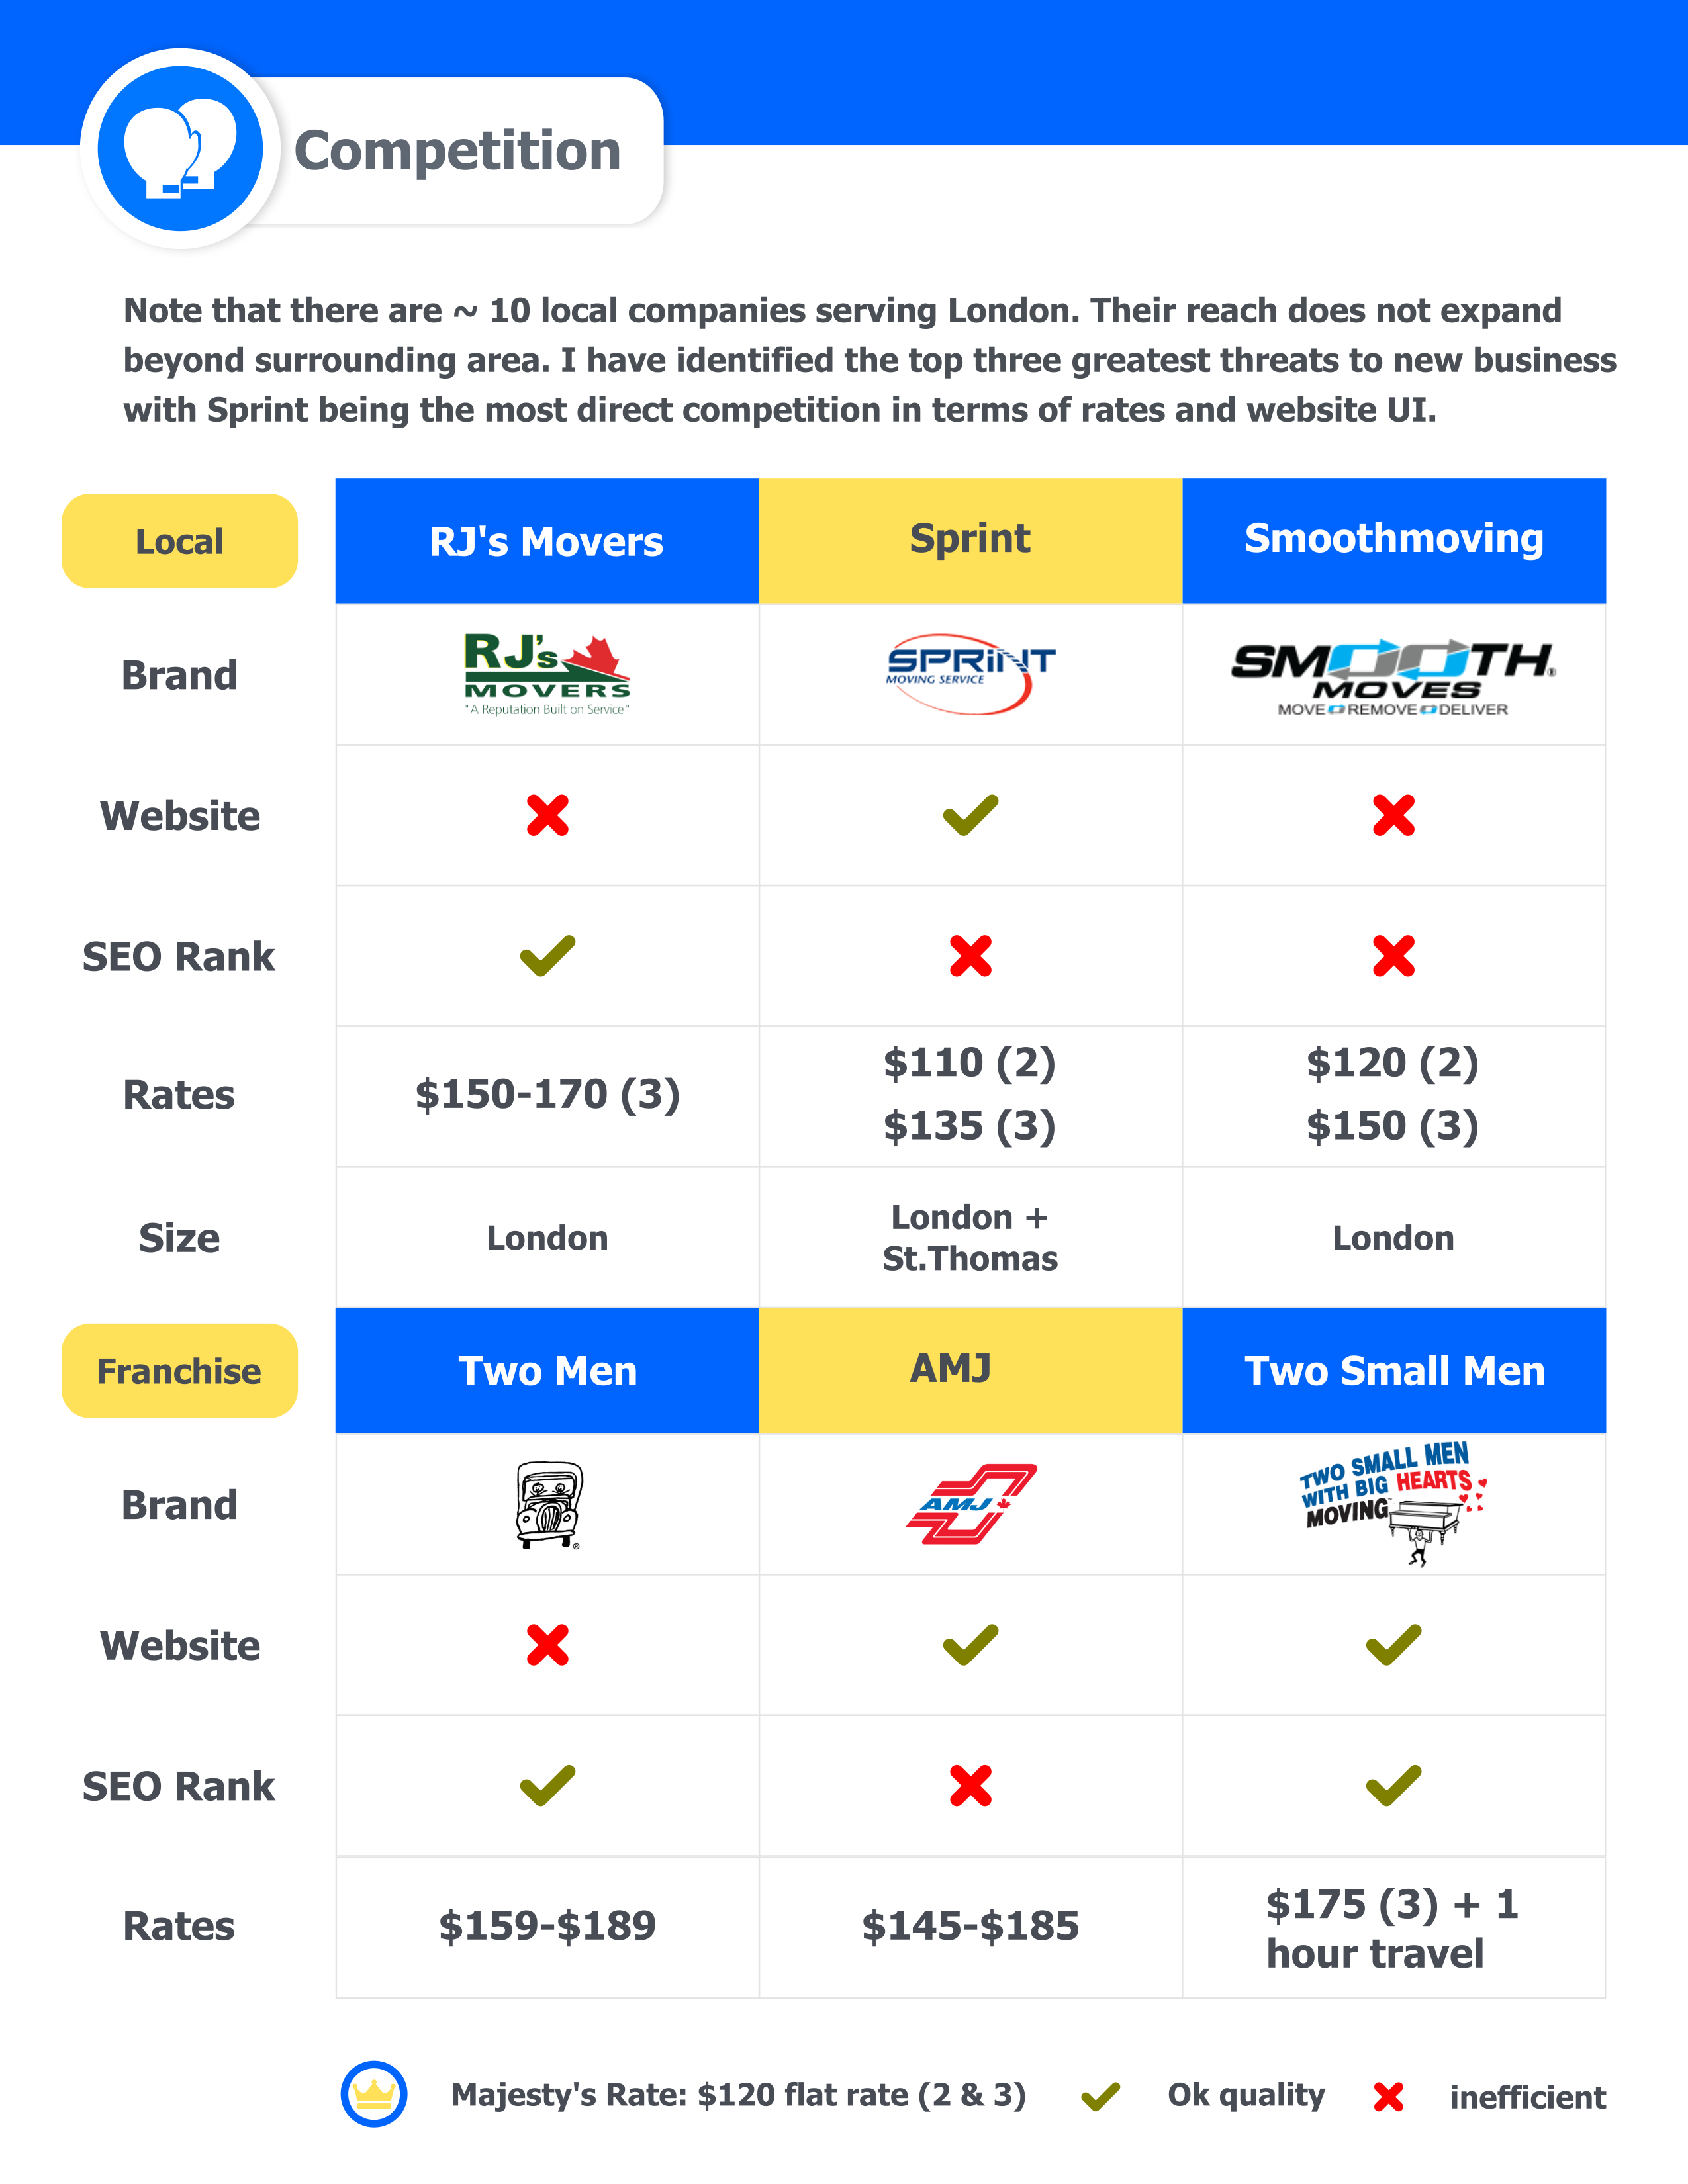 Competition
Note that there are ~ 10 local companies serving London. Their reach does not expand
beyond surrounding area. I have identified the top three greatest threats to new business
with Sprint being the most direct competition in terms of rates and website UI.
Local
RJ's Movers
Sprint
Smoothmoving
Brand
RJ's
MOVERS
"A Reputation Built on Service"
SPRiNT
MOVING SERVICE
SMOOTH®
MOVES
MOVE REMOVE DELIVER
Website
SEO Rank
Rates
$150-170 (3)
$110 (2)
$135 (3)
$120 (2)
$150 (3)
Size
London
London +
St.Thomas
London
Franchise
Two Men
AMJ
Two Small Men
Brand
®
AMJ
TWO SMALL MEN
WITH BIG HEARTS
MOVING™
Website
SEO Rank
Rates
$159-$189
$145-$185
$175 (3) + 1
hour travel
Majesty's Rate: $120 flat rate (2 & 3)
Ok quality
inefficient